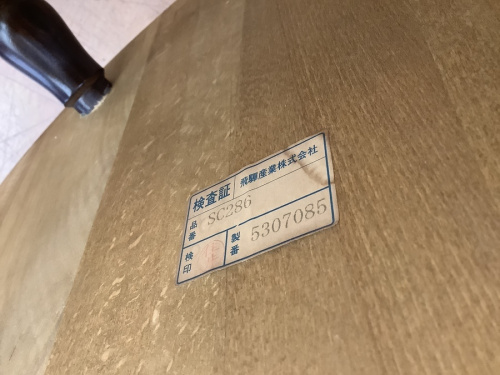 検査証 飛騨産業株式会社
品番 SC286
検印 製番 5307085